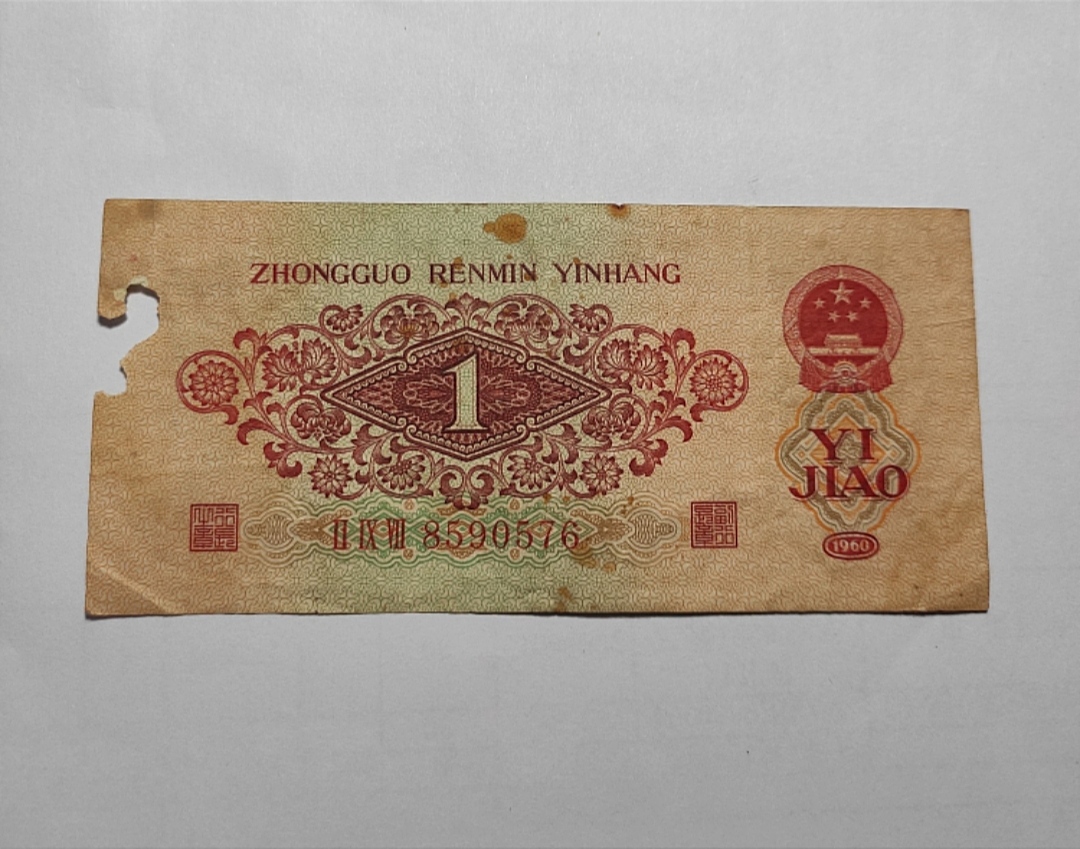 ZHONGGUO RENMIN YINHANG
1
YI
JIAO
II IX VII 8590576
1960